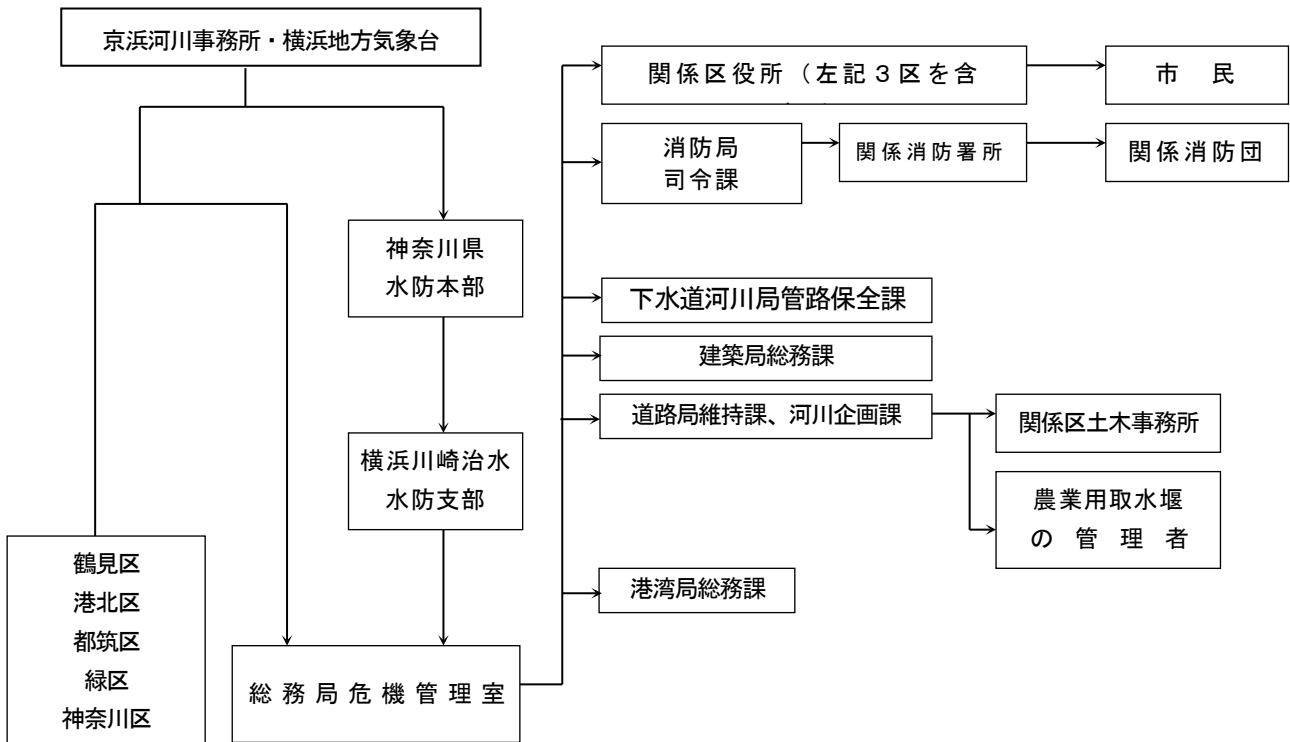 京浜河川事務所・横浜地方気象台
関係区役所（左記３区を含
市民
消防局
司令課
関係消防署所
関係消防団
神奈川県
水防本部
下水道河川局管路保全課
建築局総務課
道路局維持課、河川企画課
関係区土木事務所
横浜川崎治水
水防支部
農業用取水堰
の管理者
港湾局総務課
鶴見区
港北区
都筑区
緑区
神奈川区
総務局危機管理室